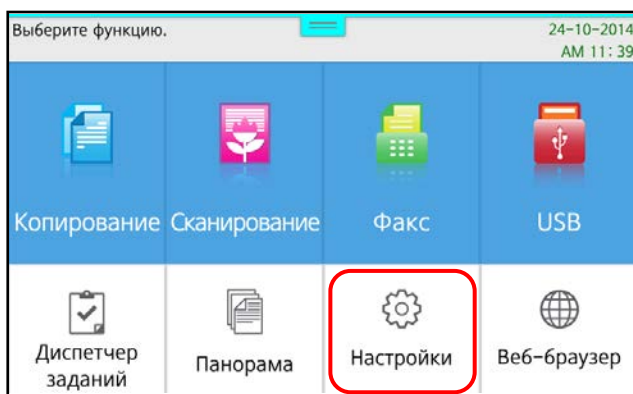 Выберите функцию.
24-10-2014
AM 11:39
Копирование
Сканирование
Факс
USB
Диспетчер
заданий
Панорама
Настройки
Веб-браузер